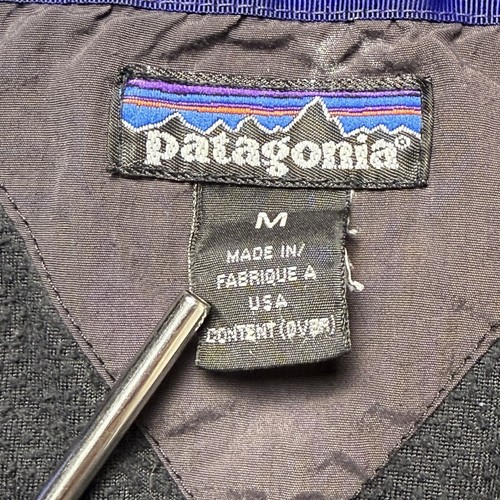 patagonia®
M
MADE IN/
FABRIQUE A
USA
CONTENT (OVER)